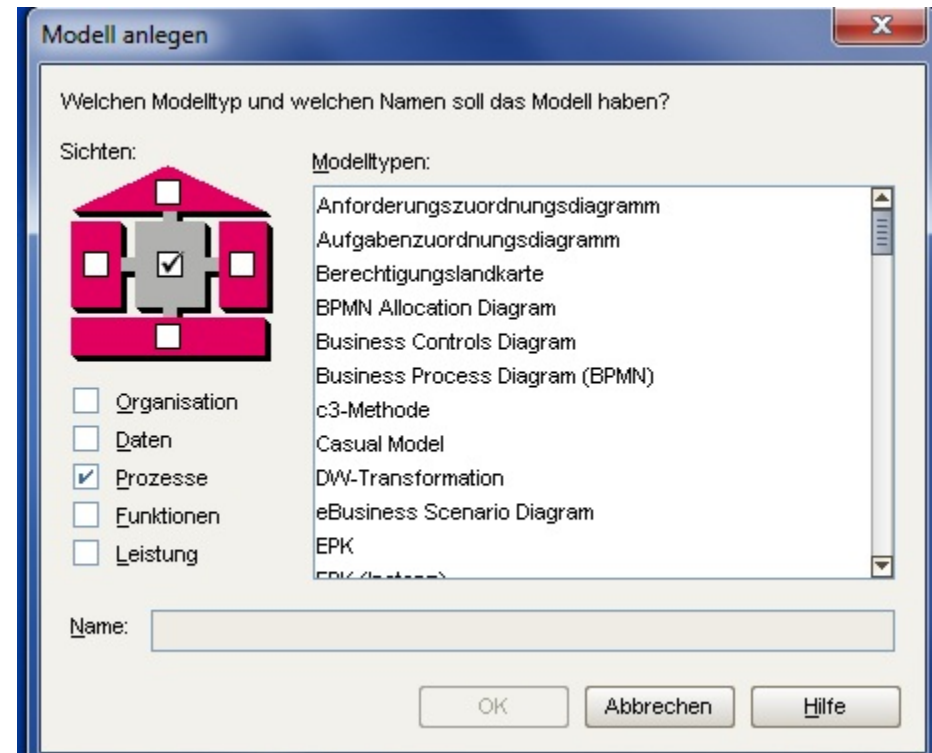 Modell anlegen
Welchen Modelltyp und welchen Namen soll das Modell haben?
Sichten:
Modelltypen:
Anforderungszuordnungsdiagramm
Aufgabenzuordnungsdiagramm
Berechtigungslandkarte
BPMN Allocation Diagram
Business Controls Diagram
Business Process Diagram (BPMN)
c3-Methode
Casual Model
DW-Transformation
eBusiness Scenario Diagram
EPK
Organisation
Daten
Prozesse
Funktionen
Leistung
Name:
OK
Abbrechen
Hilfe